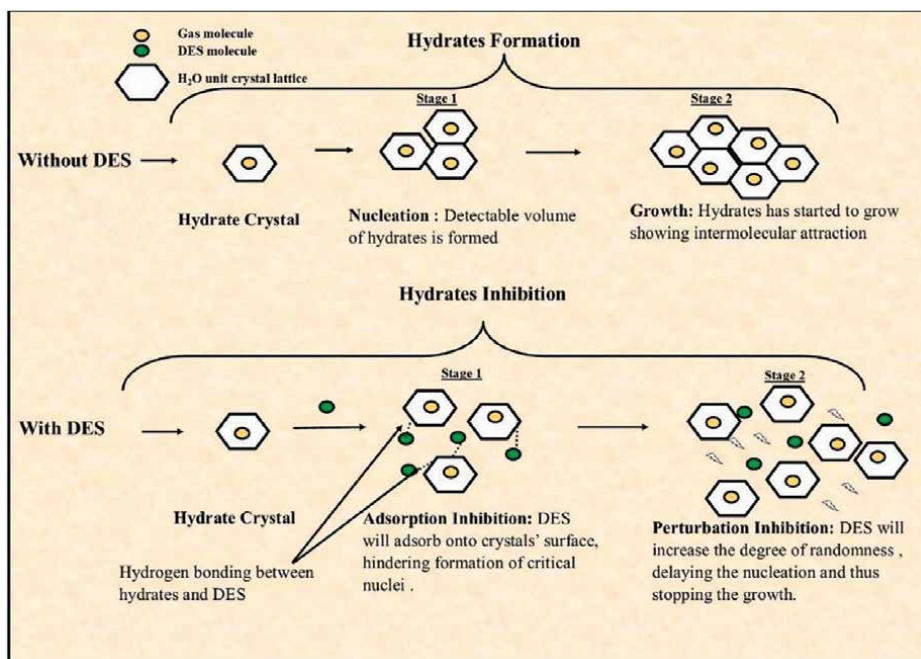 Gas molecule
DES molecule
H₂O unit crystal lattice
Hydrates Formation
Stage 1
Stage 2
Without DES
Hydrate Crystal
Nucleation : Detectable volume
of hydrates is formed
Growth: Hydrates has started to grow
showing intermolecular attraction
Hydrates Inhibition
Stage 1
Stage 2
With DES
Hydrate Crystal
Hydrogen bonding between
hydrates and DES
Adsorption Inhibition: DES
will adsorb onto crystals' surface,
hindering formation of critical
nuclei .
Perturbation Inhibition: DES will
increase the degree of randomness ,
delaying the nucleation and thus
stopping the growth.